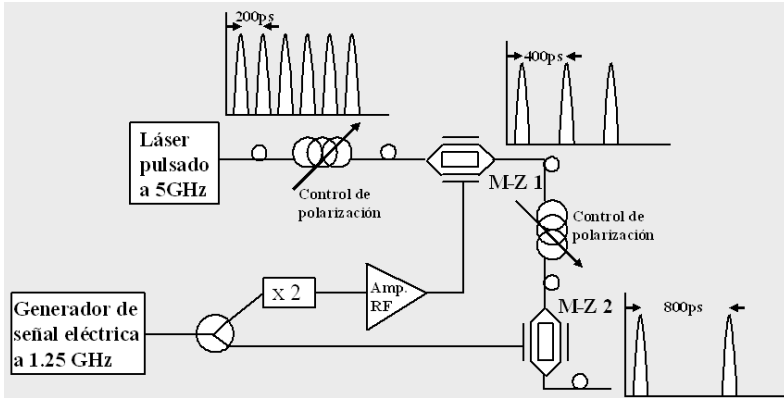 200ps
400ps
Láser
pulsado
a 5GHz
M-Z 1
Control de
polarización
Control de
polarización
x 2
Amp.
RF
Generador de
señal eléctrica
a 1.25 GHz
M-Z 2
800ps